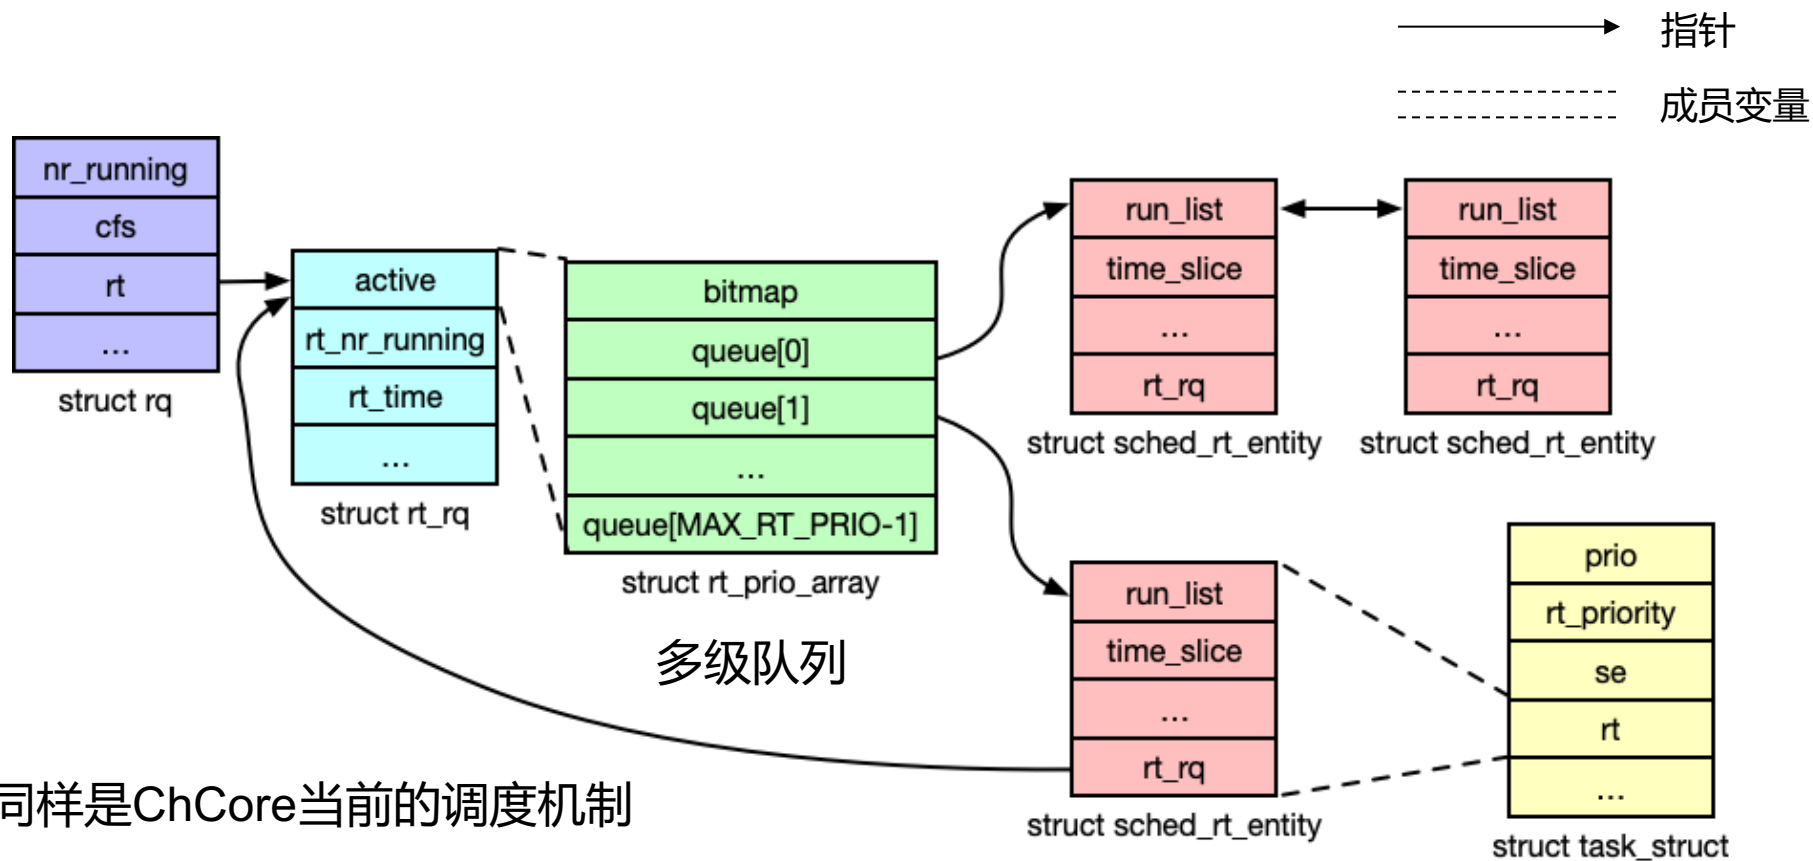 指针
成员变量
nr_running
cfs
rt
...
struct rq
active
rt_nr_running
rt_time
...
struct rt_rq
bitmap
queue[0]
queue[1]
...
queue[MAX_RT_PRIO-1]
struct rt_prio_array
多级队列
run_list
time_slice
...
rt_rq
struct sched_rt_entity
run_list
time_slice
...
rt_rq
struct sched_rt_entity
run_list
time_slice
...
rt_rq
struct sched_rt_entity
prio
rt_priority
se
rt
...
struct task_struct
同样是ChCore当前的调度机制